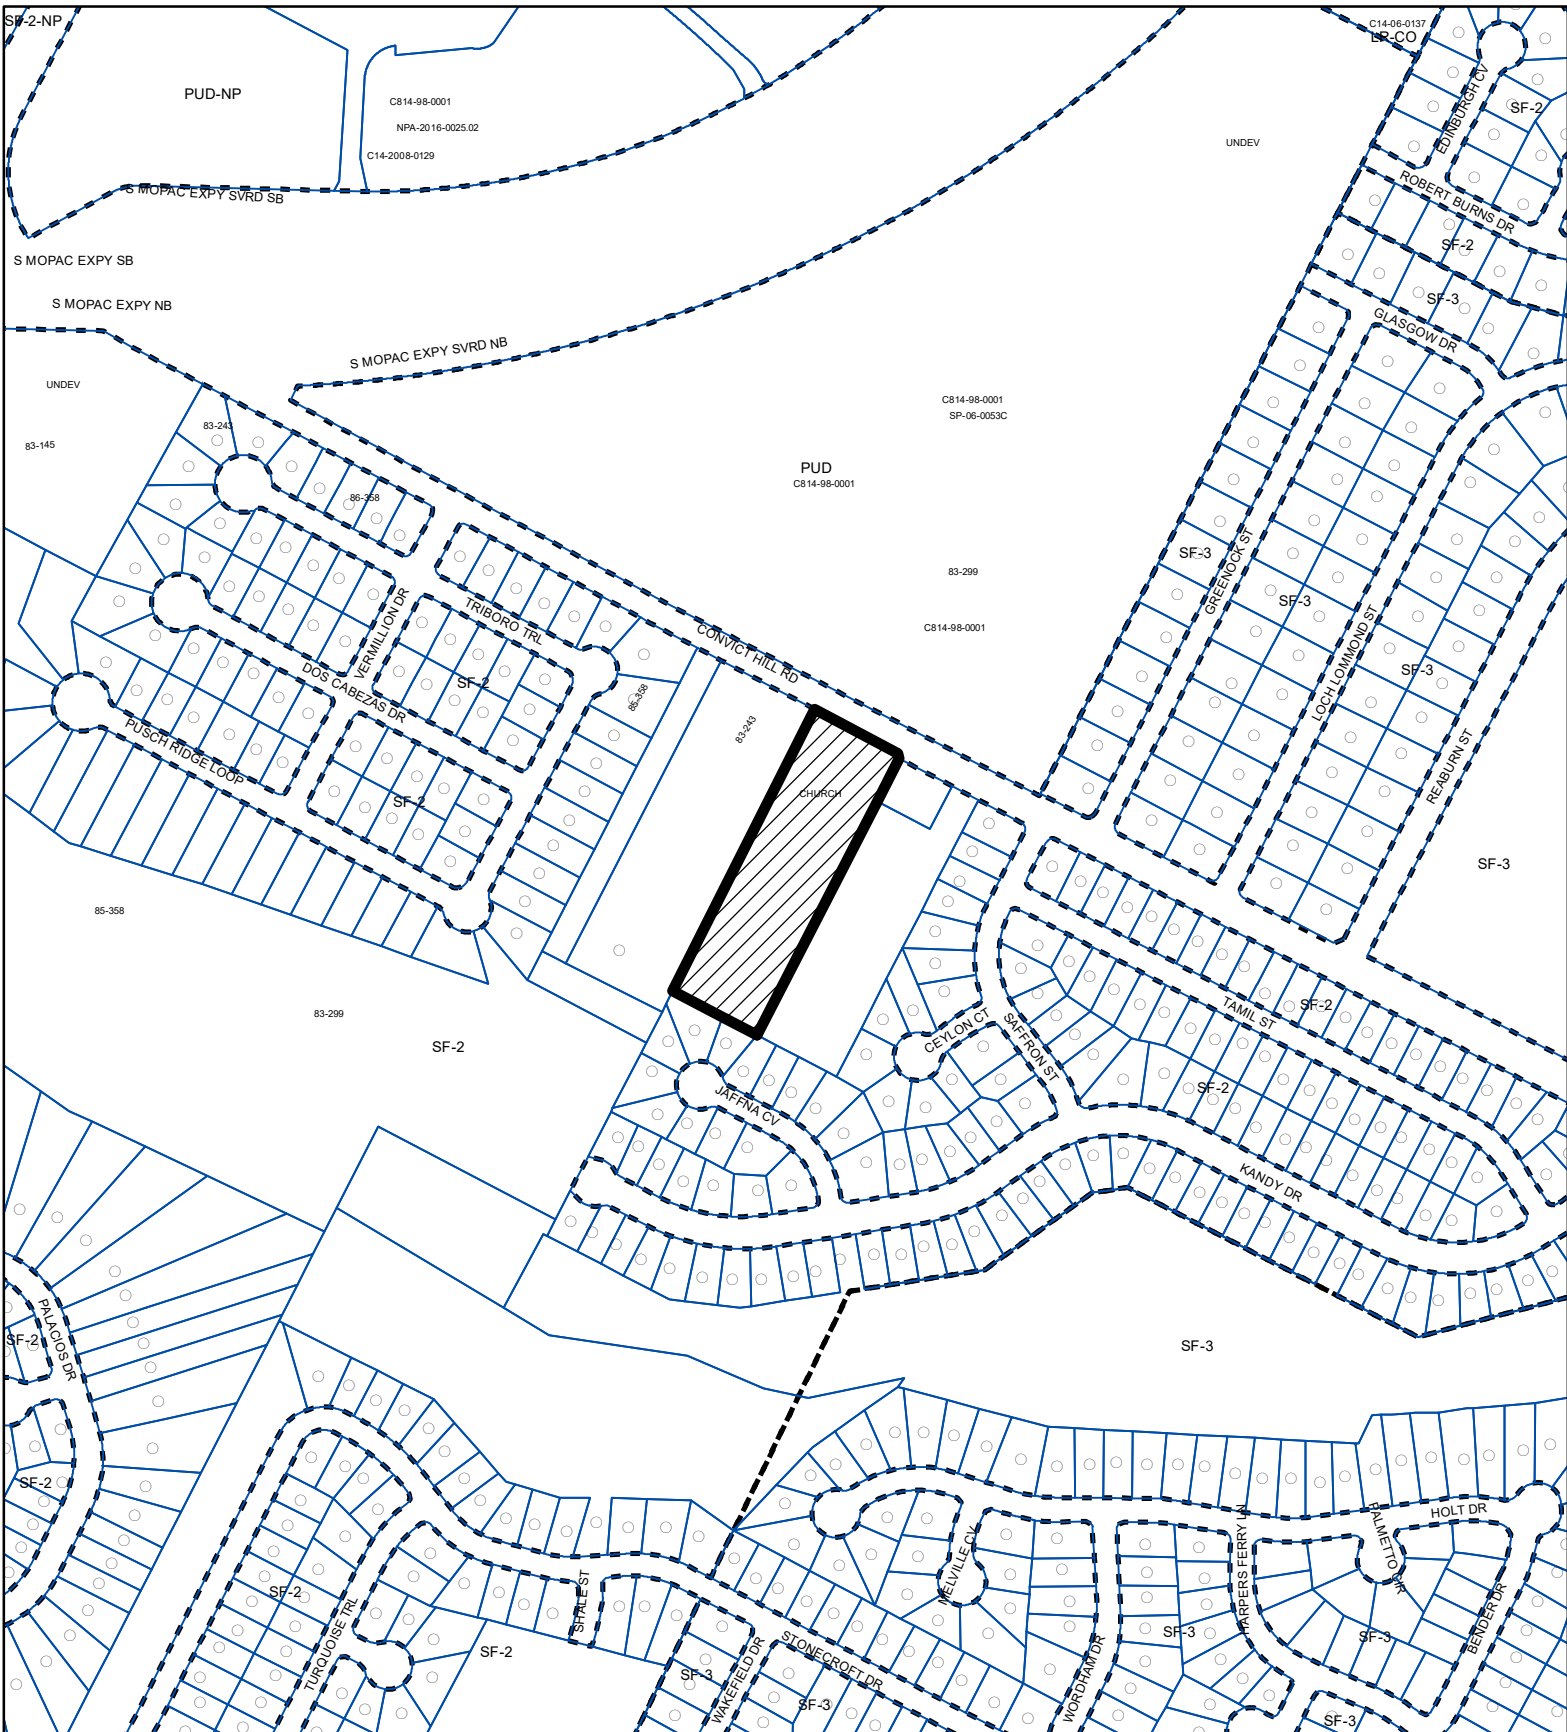 SF-2-NP
C14-06-0137
LR-CO
PUD-NP
C814-98-0001
NPA-2016-0025.02
C14-2008-0129
EDINBURGH CV
SF-2
UNDEV
S MOPAC EXPY SVRD SB
ROBERT BURNS DR
SF-2
S MOPAC EXPY SB
S MOPAC EXPY NB
SF-3
GLASGOW DR
S MOPAC EXPY SVRD NB
UNDEV
C814-98-0001
SP-06-0053C
83-243
83-145
PUD
C814-98-0001
86-358
SF-3
GREENOCK ST
83-299
SF-3
VERMILLION DR
TRIBORO TRL
C814-98-0001
CONVICT HILL RD
LOCH LOMMOND ST
SF-3
DOS CABEZAS DR
SF-2
85-358
83-243
PUSCH RIDGE LOOP
REABURN ST
CHURCH
SF-2
SF-3
85-358
83-299
SF-2
CEYLON CT
SAFFRON ST
TAMIL ST
SF-2
SF-2
JAFFNA CV
KANDY DR
PALACIOS DR
SF-2
SF-3
SF-2
HOLT DR
PALMETTO CIR
MELVILLE CV
HARPERS FERRY LN
SF-2
SHALE ST
TURQUOISE TRL
BENDER DR
SF-2
STONECROFT DR
SF-3
SF-3
WAKEFIELD DR
WORDHAM DR
SF-3
SF-3
SF-3